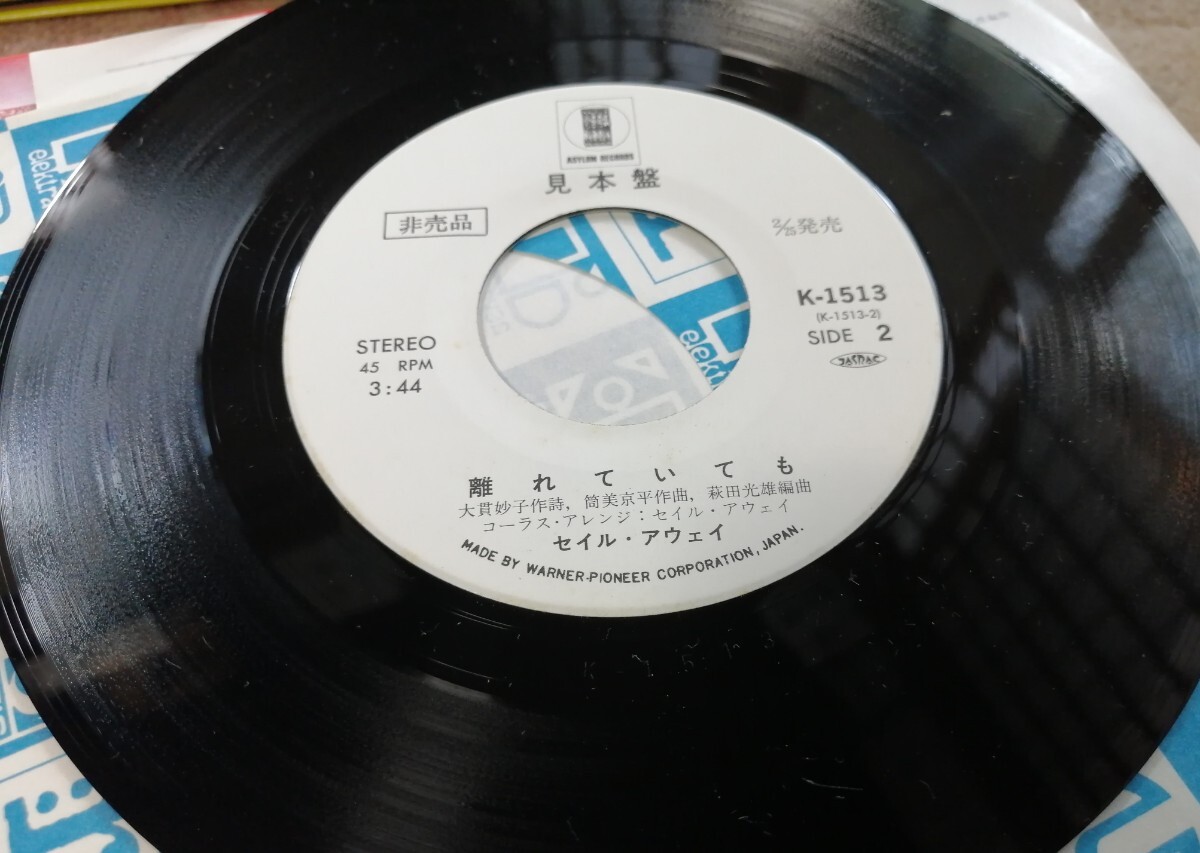 ASYLUM RECORDS
見本盤
非売品
2/25発売
K-1513
(K-1513-2)
SIDE 2
JASRAC
STEREO
45 RPM
3:44
離れていても
大貫妙子作詩, 筒美京平作曲, 萩田光雄編曲
コーラス・アレンジ:セイル・アウェイ
セイル・アウェイ
MADE BY WARNER-PIONEER CORPORATION, JAPAN.
elektra
elektra